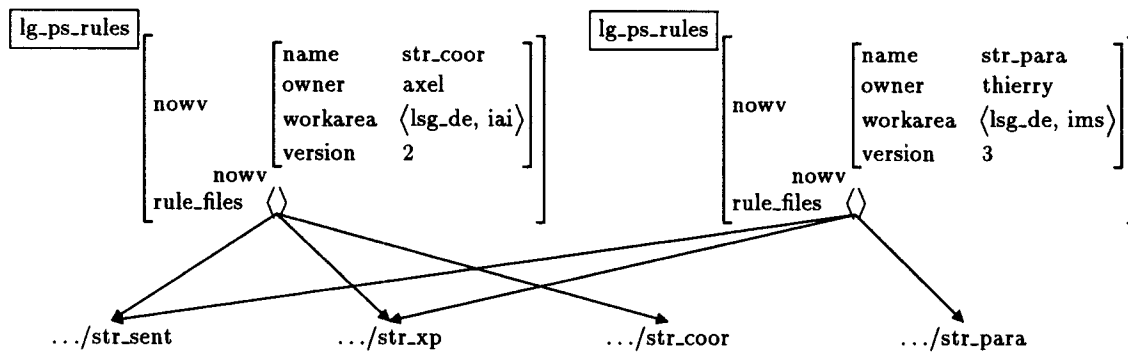 lg_ps_rules lg_ps_rules
name str_coor name str_para
owner axel owner thierry
nowv workarea ⟨lsg_de, iai⟩ nowv workarea ⟨lsg_de, ims⟩
version 2 version 3
nowv nowv
rule_files ⟨⟩ rule_files ⟨⟩
.../str_sent .../str_xp .../str_coor .../str_para